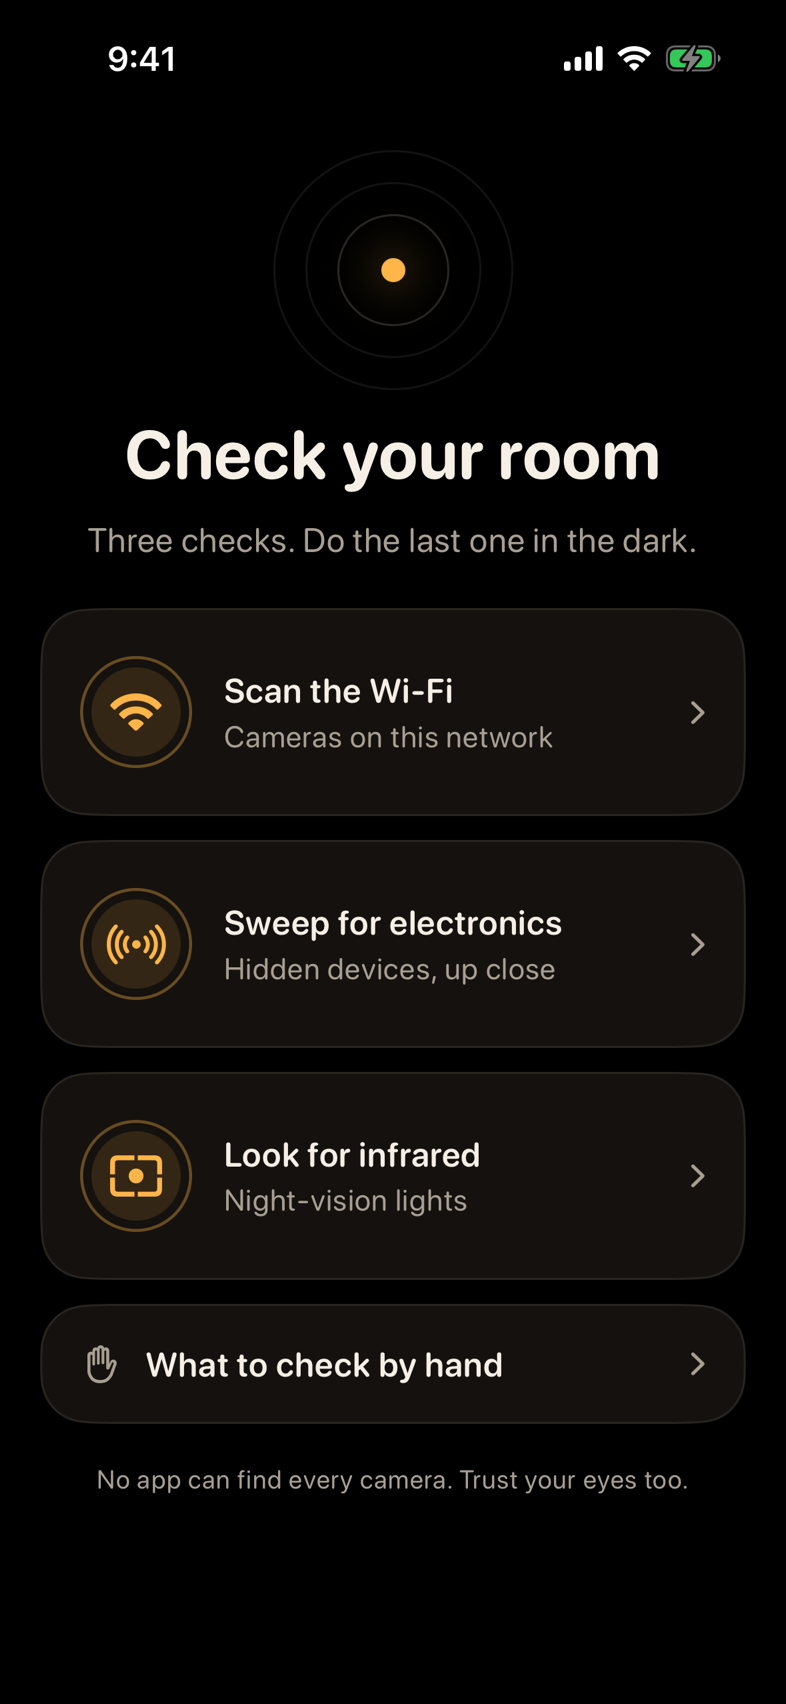 9:41
Check your room
Three checks. Do the last one in the dark.
Scan the Wi-Fi
Cameras on this network
Sweep for electronics
Hidden devices, up close
Look for infrared
Night-vision lights
What to check by hand
No app can find every camera. Trust your eyes too.